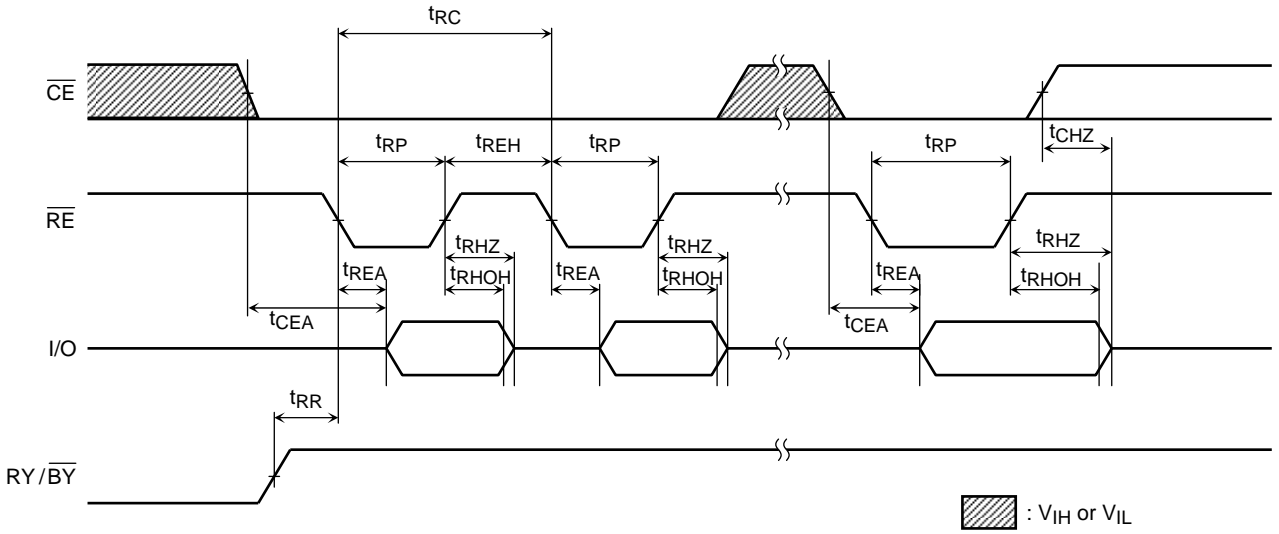 tRC
CE
tCHZ
tRP tREH tRP tRP
RE
tRHZ tRHZ tRHZ
tREA tRHOH tREA tRHOH tREA tRHOH
tCEA tCEA
I/O
tRR
RY/BY
: VIH or VIL